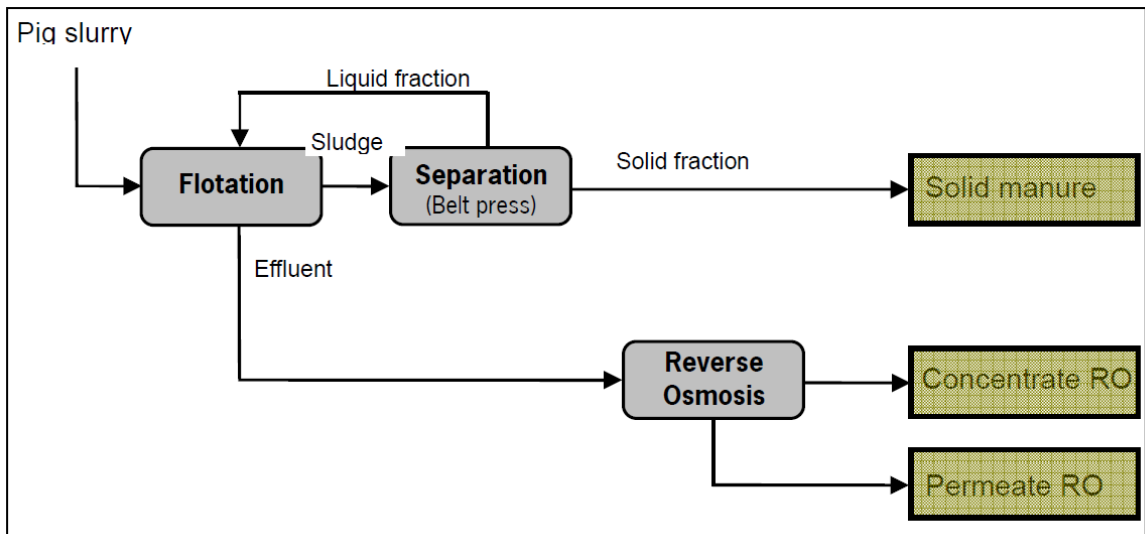 Pig slurry
Liquid fraction
Sludge
Flotation
Separation
(Belt press)
Solid fraction
Solid manure
Effluent
Reverse
Osmosis
Concentrate RO
Permeate RO